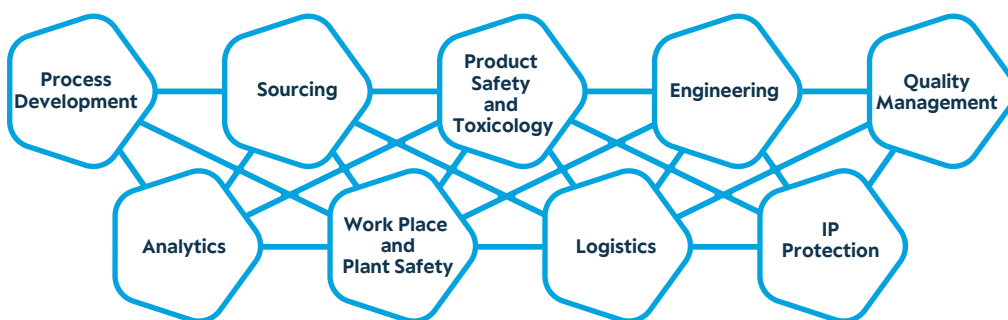 Process
Development
Sourcing
Product
Safety
and
Toxicology
Engineering
Quality
Management
Analytics
Work Place
and
Plant Safety
Logistics
IP
Protection